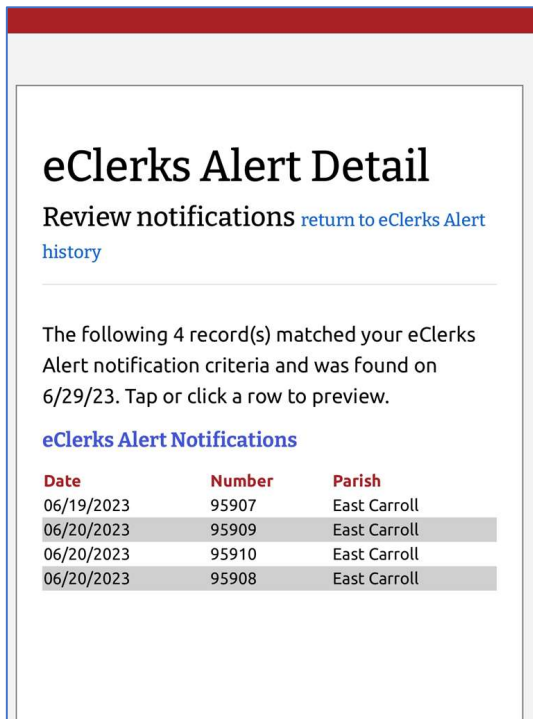 eClerks Alert Detail
Review notifications return to eClerks Alert
history
The following 4 record(s) matched your eClerks
Alert notification criteria and was found on
6/29/23. Tap or click a row to preview.
eClerks Alert Notifications
Date Number Parish
06/19/2023 95907 East Carroll
06/20/2023 95909 East Carroll
06/20/2023 95910 East Carroll
06/20/2023 95908 East Carroll